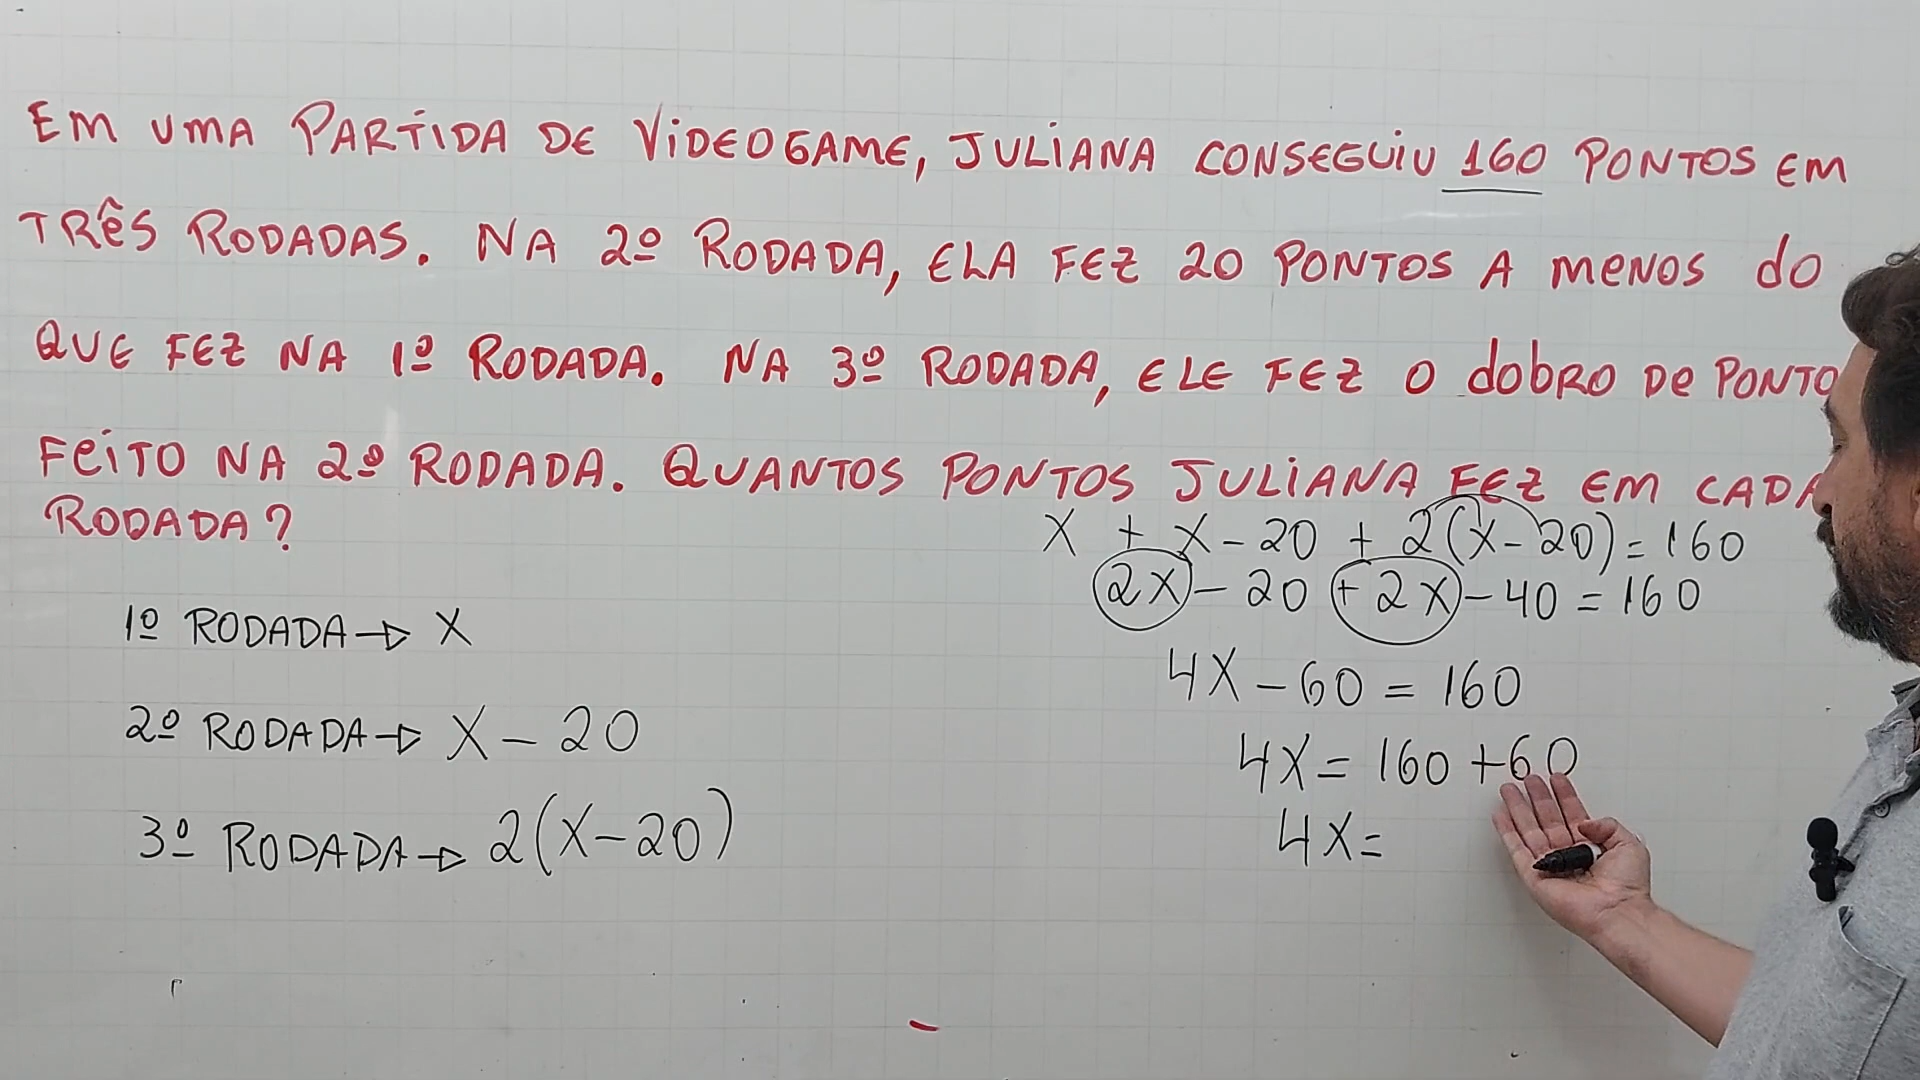 EM UMA PARTIDA DE VIDEOGAME, JULIANA CONSEGUIU 160 PONTOS EM
TRÊS RODADAS. NA 2º RODADA, ELA FEZ 20 PONTOS A MENOS do
QUE FEZ NA 1º RODADA. NA 3º RODADA, ELE FEZ O dobRO De PONTO
FeiTO NA 2º RODADA. QUANTOS PONTOS JULIANA FEZ EM CADA
RODADA?
X + X - 20 + 2(X - 20) = 160
2X - 20 + 2X - 40 = 160
4X - 60 = 160
4X = 160 + 60
4X =
1º RODADA → X
2º RODADA → X - 20
3º RODADA → 2(X - 20)